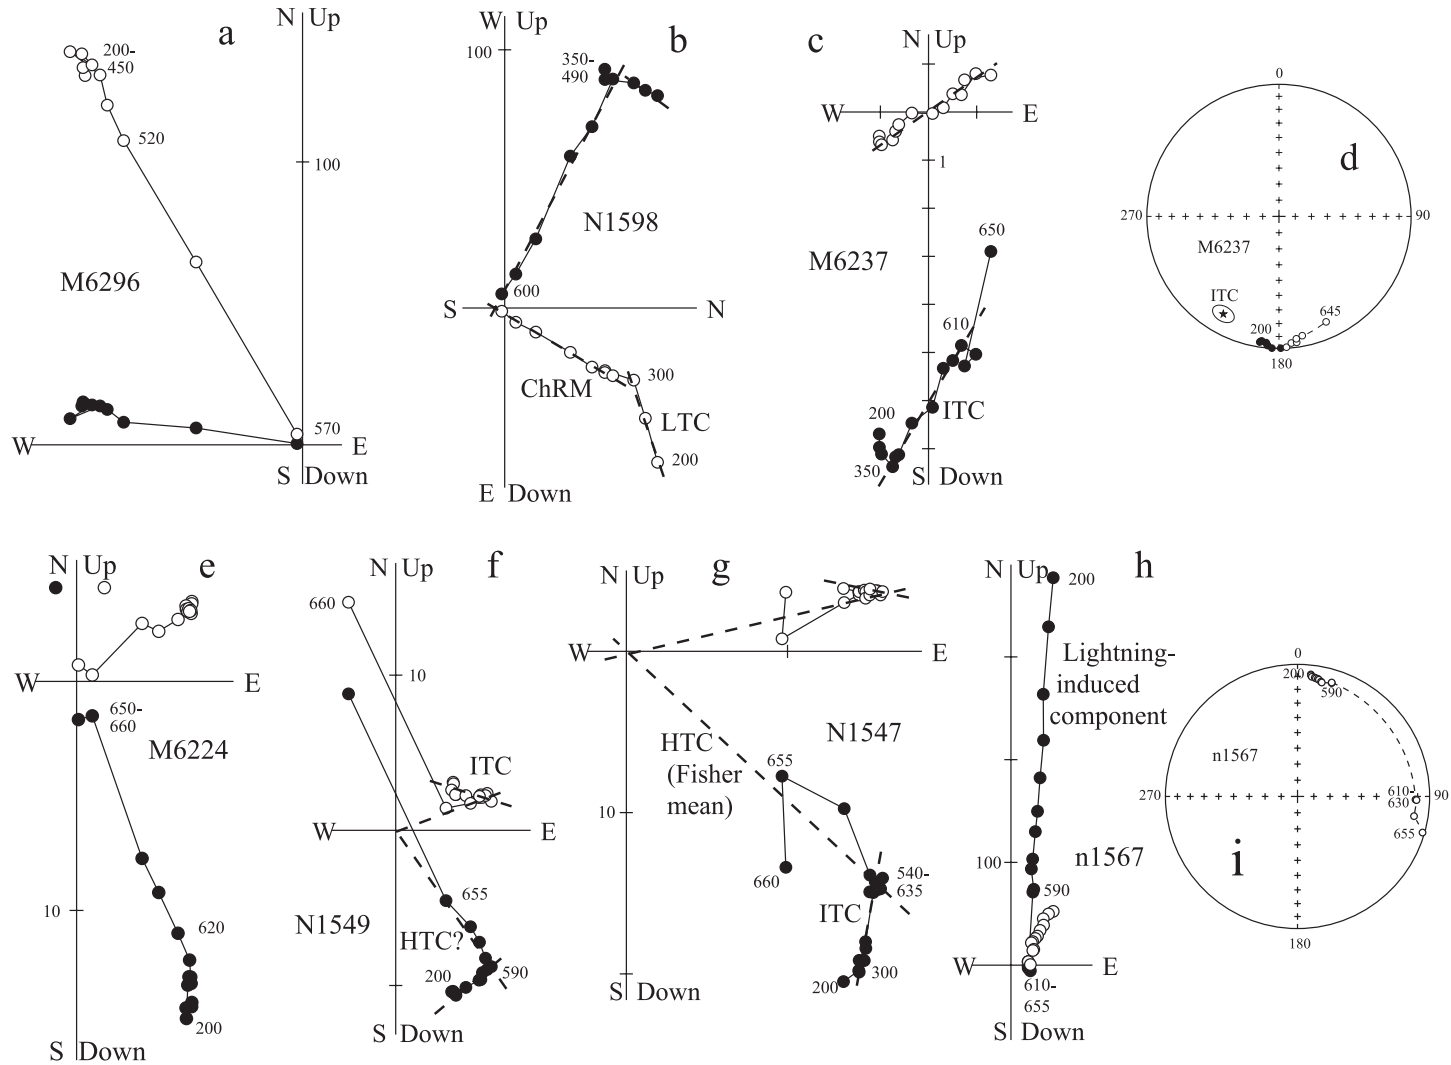 a
N Up
200-
450
520
100
M6296
570
W E
S Down
b
W Up
100
350-
490
N1598
600
S N
ChRM
300
LTC
200
E Down
c
N Up
W E
1
650
M6237
610
200
ITC
350
S Down
d
0
270 90
M6237
ITC
200
645
180
e
N Up
W E
650-
660
M6224
10
620
200
S Down
f
N Up
660
10
ITC
W E
655
N1549
HTC?
200
590
S Down
g
N Up
W E
HTC
(Fisher
mean)
N1547
655
10
660
540-
635
ITC
300
200
S Down
h
N Up
200
Lightning-
induced
component
100
n1567
590
W E
610-
655
S Down
i
0
200
590
n1567
270 90
610-
630
655
180